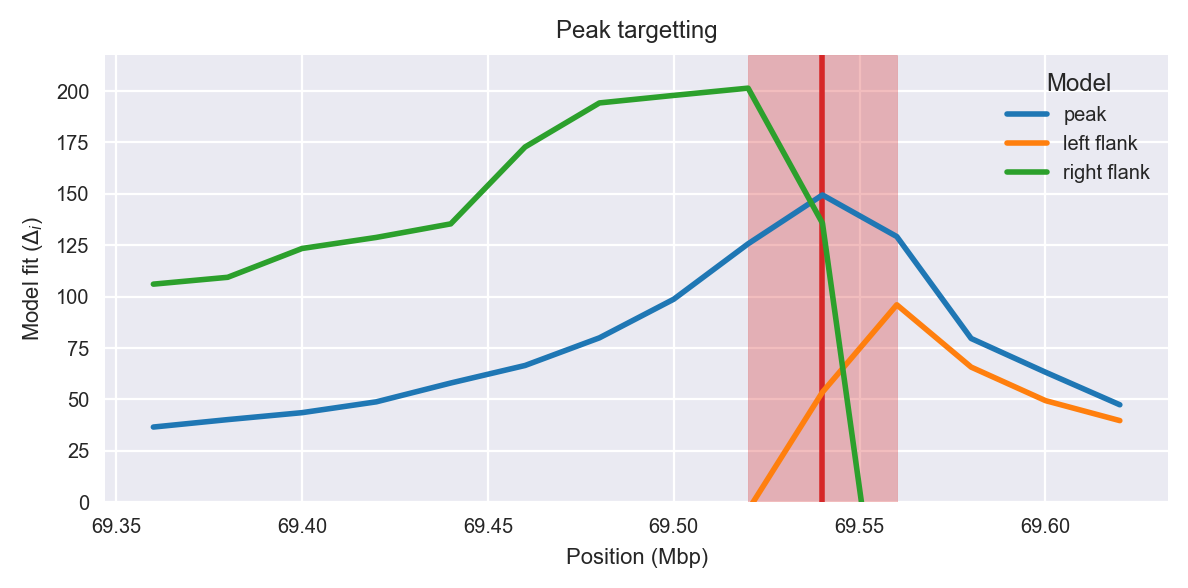 Peak targetting
Model fit (Δi)
200
175
150
125
100
75
50
25
0
Model
peak
left flank
right flank
69.35 69.40 69.45 69.50 69.55 69.60
Position (Mbp)